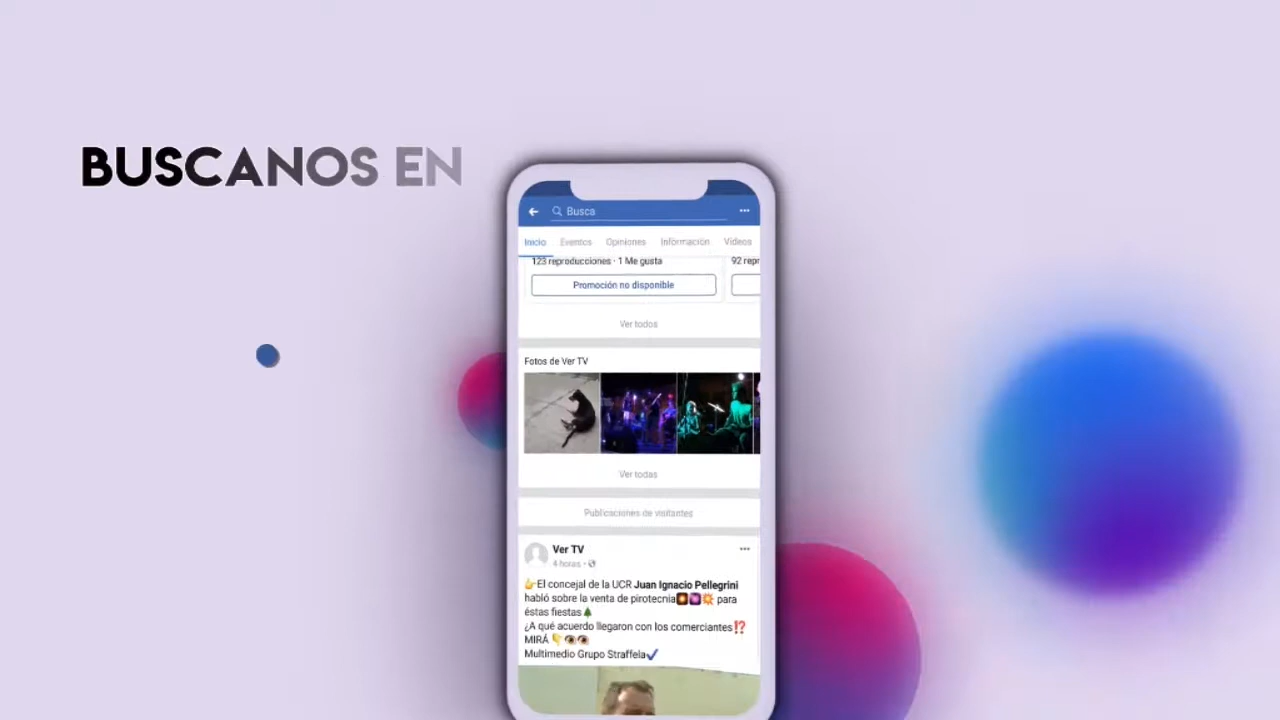 BUSCANOS EN
Busca
Inicio Eventos Opiniones Información Videos
123 reproducciones · 1 Me gusta
92 repr
Promoción no disponible
Ver todos
Fotos de Ver TV
Ver todas
Publicaciones de visitantes
Ver TV
4 horas
👉El concejal de la UCR Juan Ignacio Pellegrini
habló sobre la venta de pirotecnia🎇🎆💥 para
éstas fiestas🌲
¿A qué acuerdo llegaron con los comerciantes⁉️
MIRÁ 👇👁️👁️
Multimedio Grupo Straffela✔️